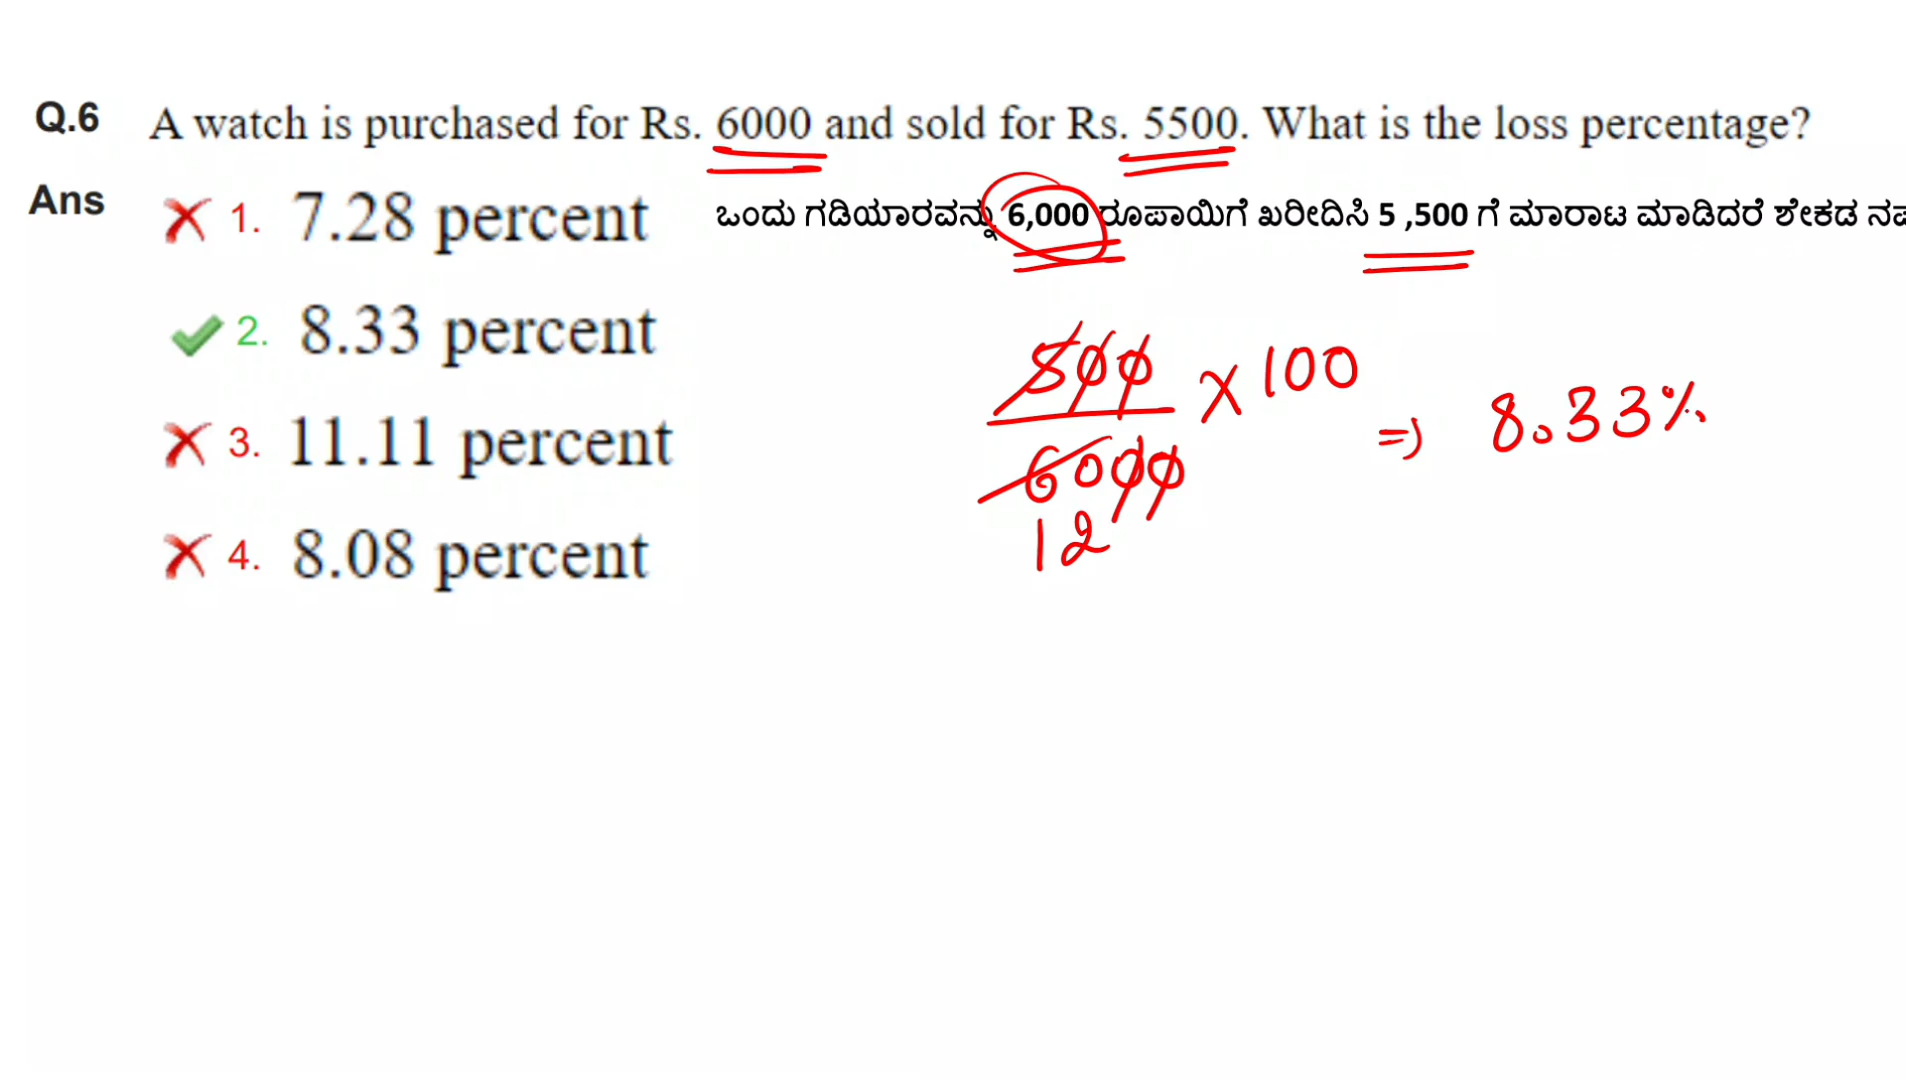 Q.6 A watch is purchased for Rs. 6000 and sold for Rs. 5500. What is the loss percentage?
Ans
1. 7.28 percent
ಒಂದು ಗಡಿಯಾರವನ್ನು 6,000 ರೂಪಾಯಿಗೆ ಖರೀದಿಸಿ 5 ,500 ಗೆ ಮಾರಾಟ ಮಾಡಿದರೆ ಶೇಕಡ
2. 8.33 percent
3. 11.11 percent
4. 8.08 percent
500
6000
12
× 100
⇒ 8.33%